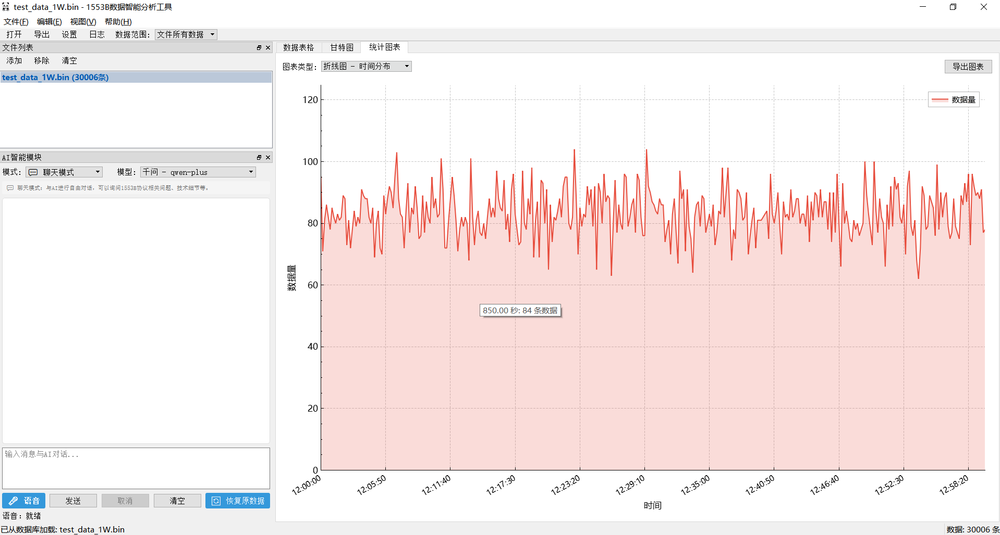 test_data_1W.bin - 1553B数据智能分析工具
文件(F) 编辑(E) 视图(V) 帮助(H)
打开 导出 设置 日志 数据范围: 文件所有数据
文件列表
添加 移除 清空
test_data_1W.bin (30006条)
AI智能模块
模式: 聊天模式 模型: 千问 - qwen-plus
聊天模式: 与AI进行自由对话, 可以询问1553B协议相关问题、技术细节等。
输入消息与AI对话...
语音 发送 取消 清空 恢复原数据
语音: 就绪
已从数据库加载: test_data_1W.bin
数据表格 甘特图 统计图表
图表类型: 折线图 - 时间分布 导出图表
数据量
120
100
80
60
40
20
0
数据量
850.00 秒: 84 条数据
12:00:00 12:05:50 12:11:40 12:17:30 12:23:20 12:29:10 12:35:00 12:40:50 12:46:40 12:52:30 12:58:20
时间
数据: 30006 条